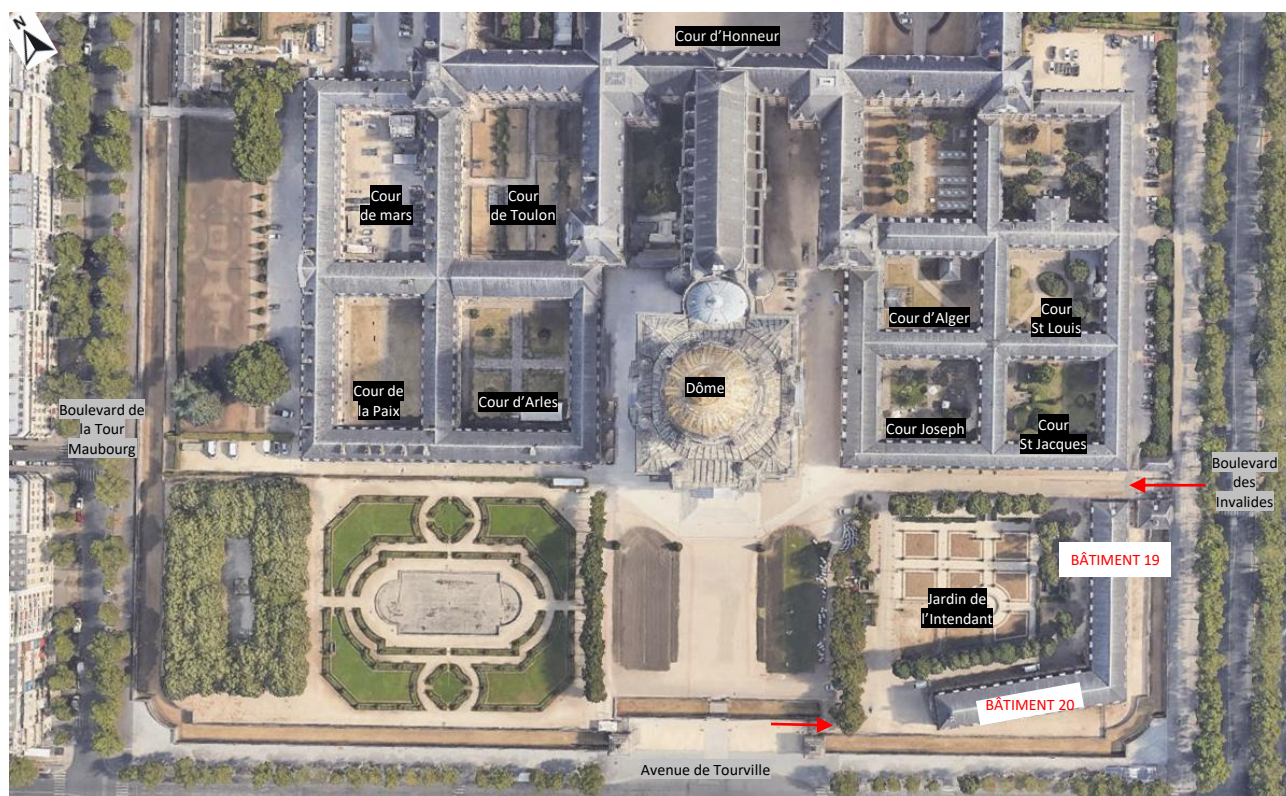 N
Cour d’Honneur
Cour
de mars
Cour
de Toulon
Cour d’Alger
Cour
St Louis
Dôme
Cour de
la Paix
Cour d’Arles
Cour Joseph
Cour
St Jacques
Boulevard de
la Tour
Maubourg
Boulevard
des
Invalides
BÂTIMENT 19
Jardin de
l’Intendant
BÂTIMENT 20
Avenue de Tourville